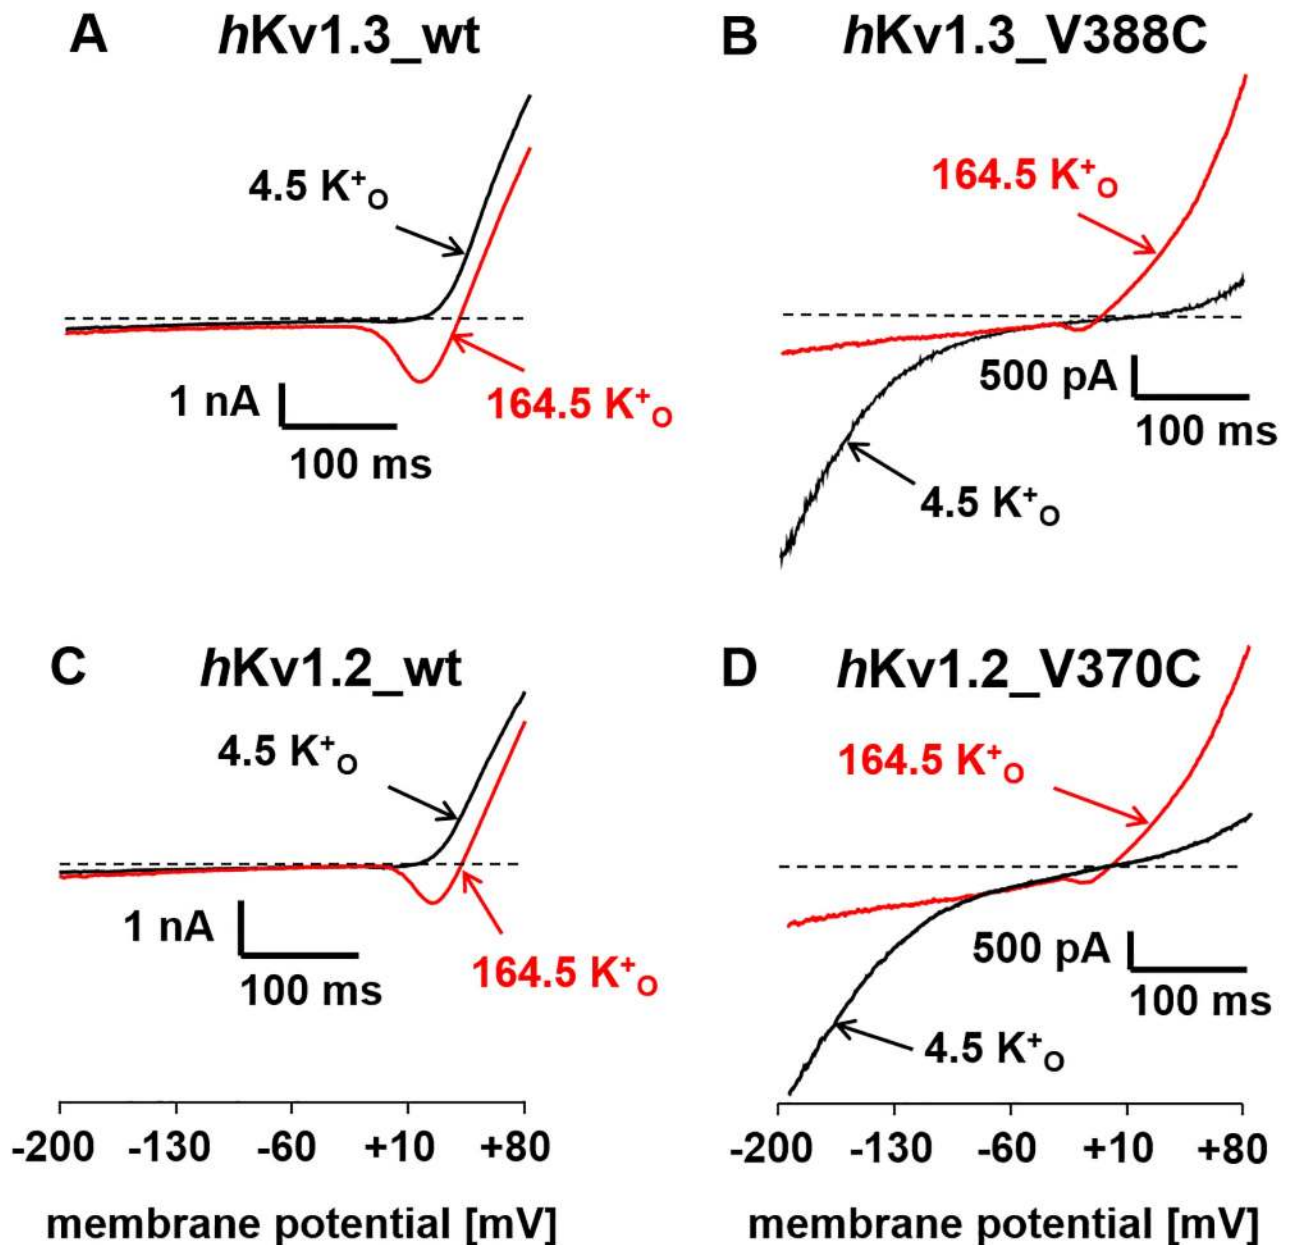 A hKv1.3_wt
4.5 K⁺O
164.5 K⁺O
1 nA
100 ms
B hKv1.3_V388C
164.5 K⁺O
500 pA
100 ms
4.5 K⁺O
C hKv1.2_wt
4.5 K⁺O
1 nA
100 ms
164.5 K⁺O
-200 -130 -60 +10 +80
membrane potential [mV]
D hKv1.2_V370C
164.5 K⁺O
500 pA
100 ms
4.5 K⁺O
-200 -130 -60 +10 +80
membrane potential [mV]